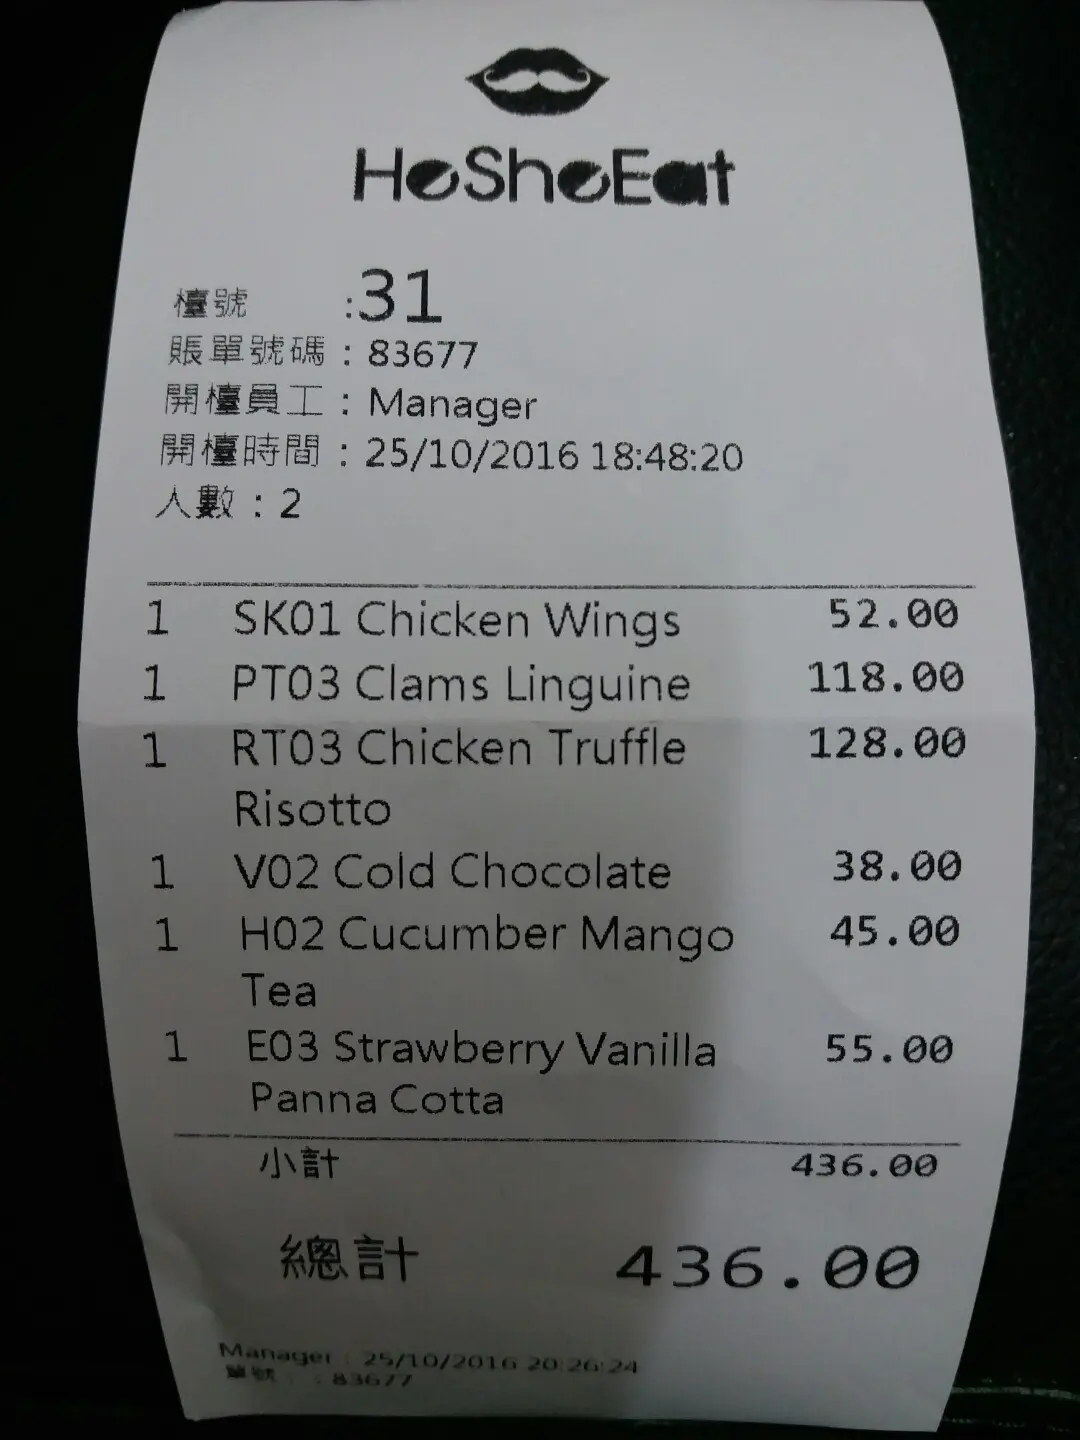 HeSheEat
檯號 :31
賬單號碼 : 83677
開檯員工 : Manager
開檯時間 : 25/10/2016 18:48:20
人數 : 2
1 SK01 Chicken Wings 52.00
1 PT03 Clams Linguine 118.00
1 RT03 Chicken Truffle 128.00
Risotto
1 V02 Cold Chocolate 38.00
1 H02 Cucumber Mango 45.00
Tea
1 E03 Strawberry Vanilla 55.00
Panna Cotta
小計 436.00
總計 436.00
Manager : 25/10/2016 20:26:24
單號 : 83677